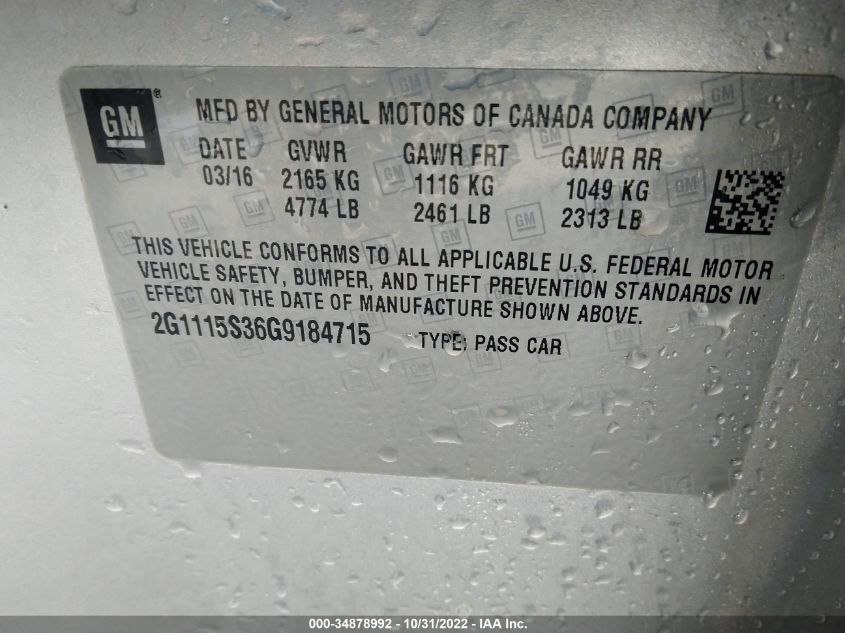 GM ® MFD BY GENERAL MOTORS OF CANADA COMPANY
DATE GVWR GAWR FRT GAWR RR
03/16 2165 KG 1116 KG 1049 KG
4774 LB 2461 LB 2313 LB
THIS VEHICLE CONFORMS TO ALL APPLICABLE U.S. FEDERAL MOTOR
VEHICLE SAFETY, BUMPER, AND THEFT PREVENTION STANDARDS IN
EFFECT ON THE DATE OF MANUFACTURE SHOWN ABOVE.
2G1115S36G9184715 TYPE: PASS CAR
000-34878992 - 10/31/2022 - IAA Inc.